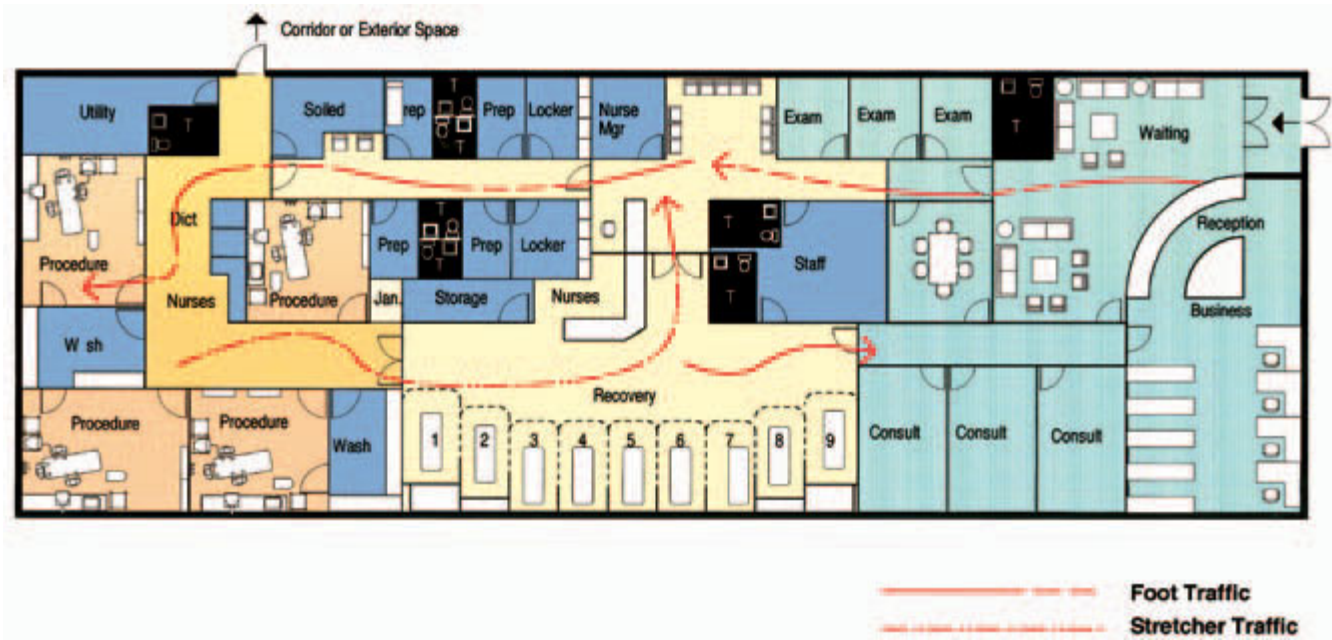 Corridor or Exterior Space
Utility
T
Soiled
rep
T
T
Prep
Locker
Nurse
Mgr
Exam
Exam
Exam
T
Waiting
Dict
Procedure
Nurses
Procedure
Prep
T
Prep
Locker
Jan.
Storage
Nurses
T
T
Staff
Reception
Business
W sh
Recovery
Procedure
Procedure
Wash
1
2
3
4
5
6
7
8
9
Consult
Consult
Consult
Foot Traffic
Stretcher Traffic